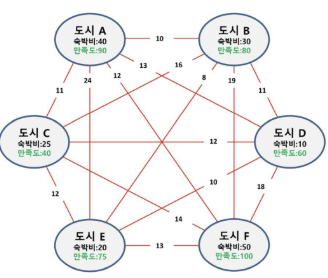 도시 A
숙박비:40
만족도:90
10
도시 B
숙박비:30
만족도:80
13
16
11
24
12
8
19
11
도시 C
숙박비:25
만족도:40
12
도시 D
숙박비:10
만족도:60
12
10
18
14
도시 E
숙박비:20
만족도:75
13
도시 F
숙박비:50
만족도:100